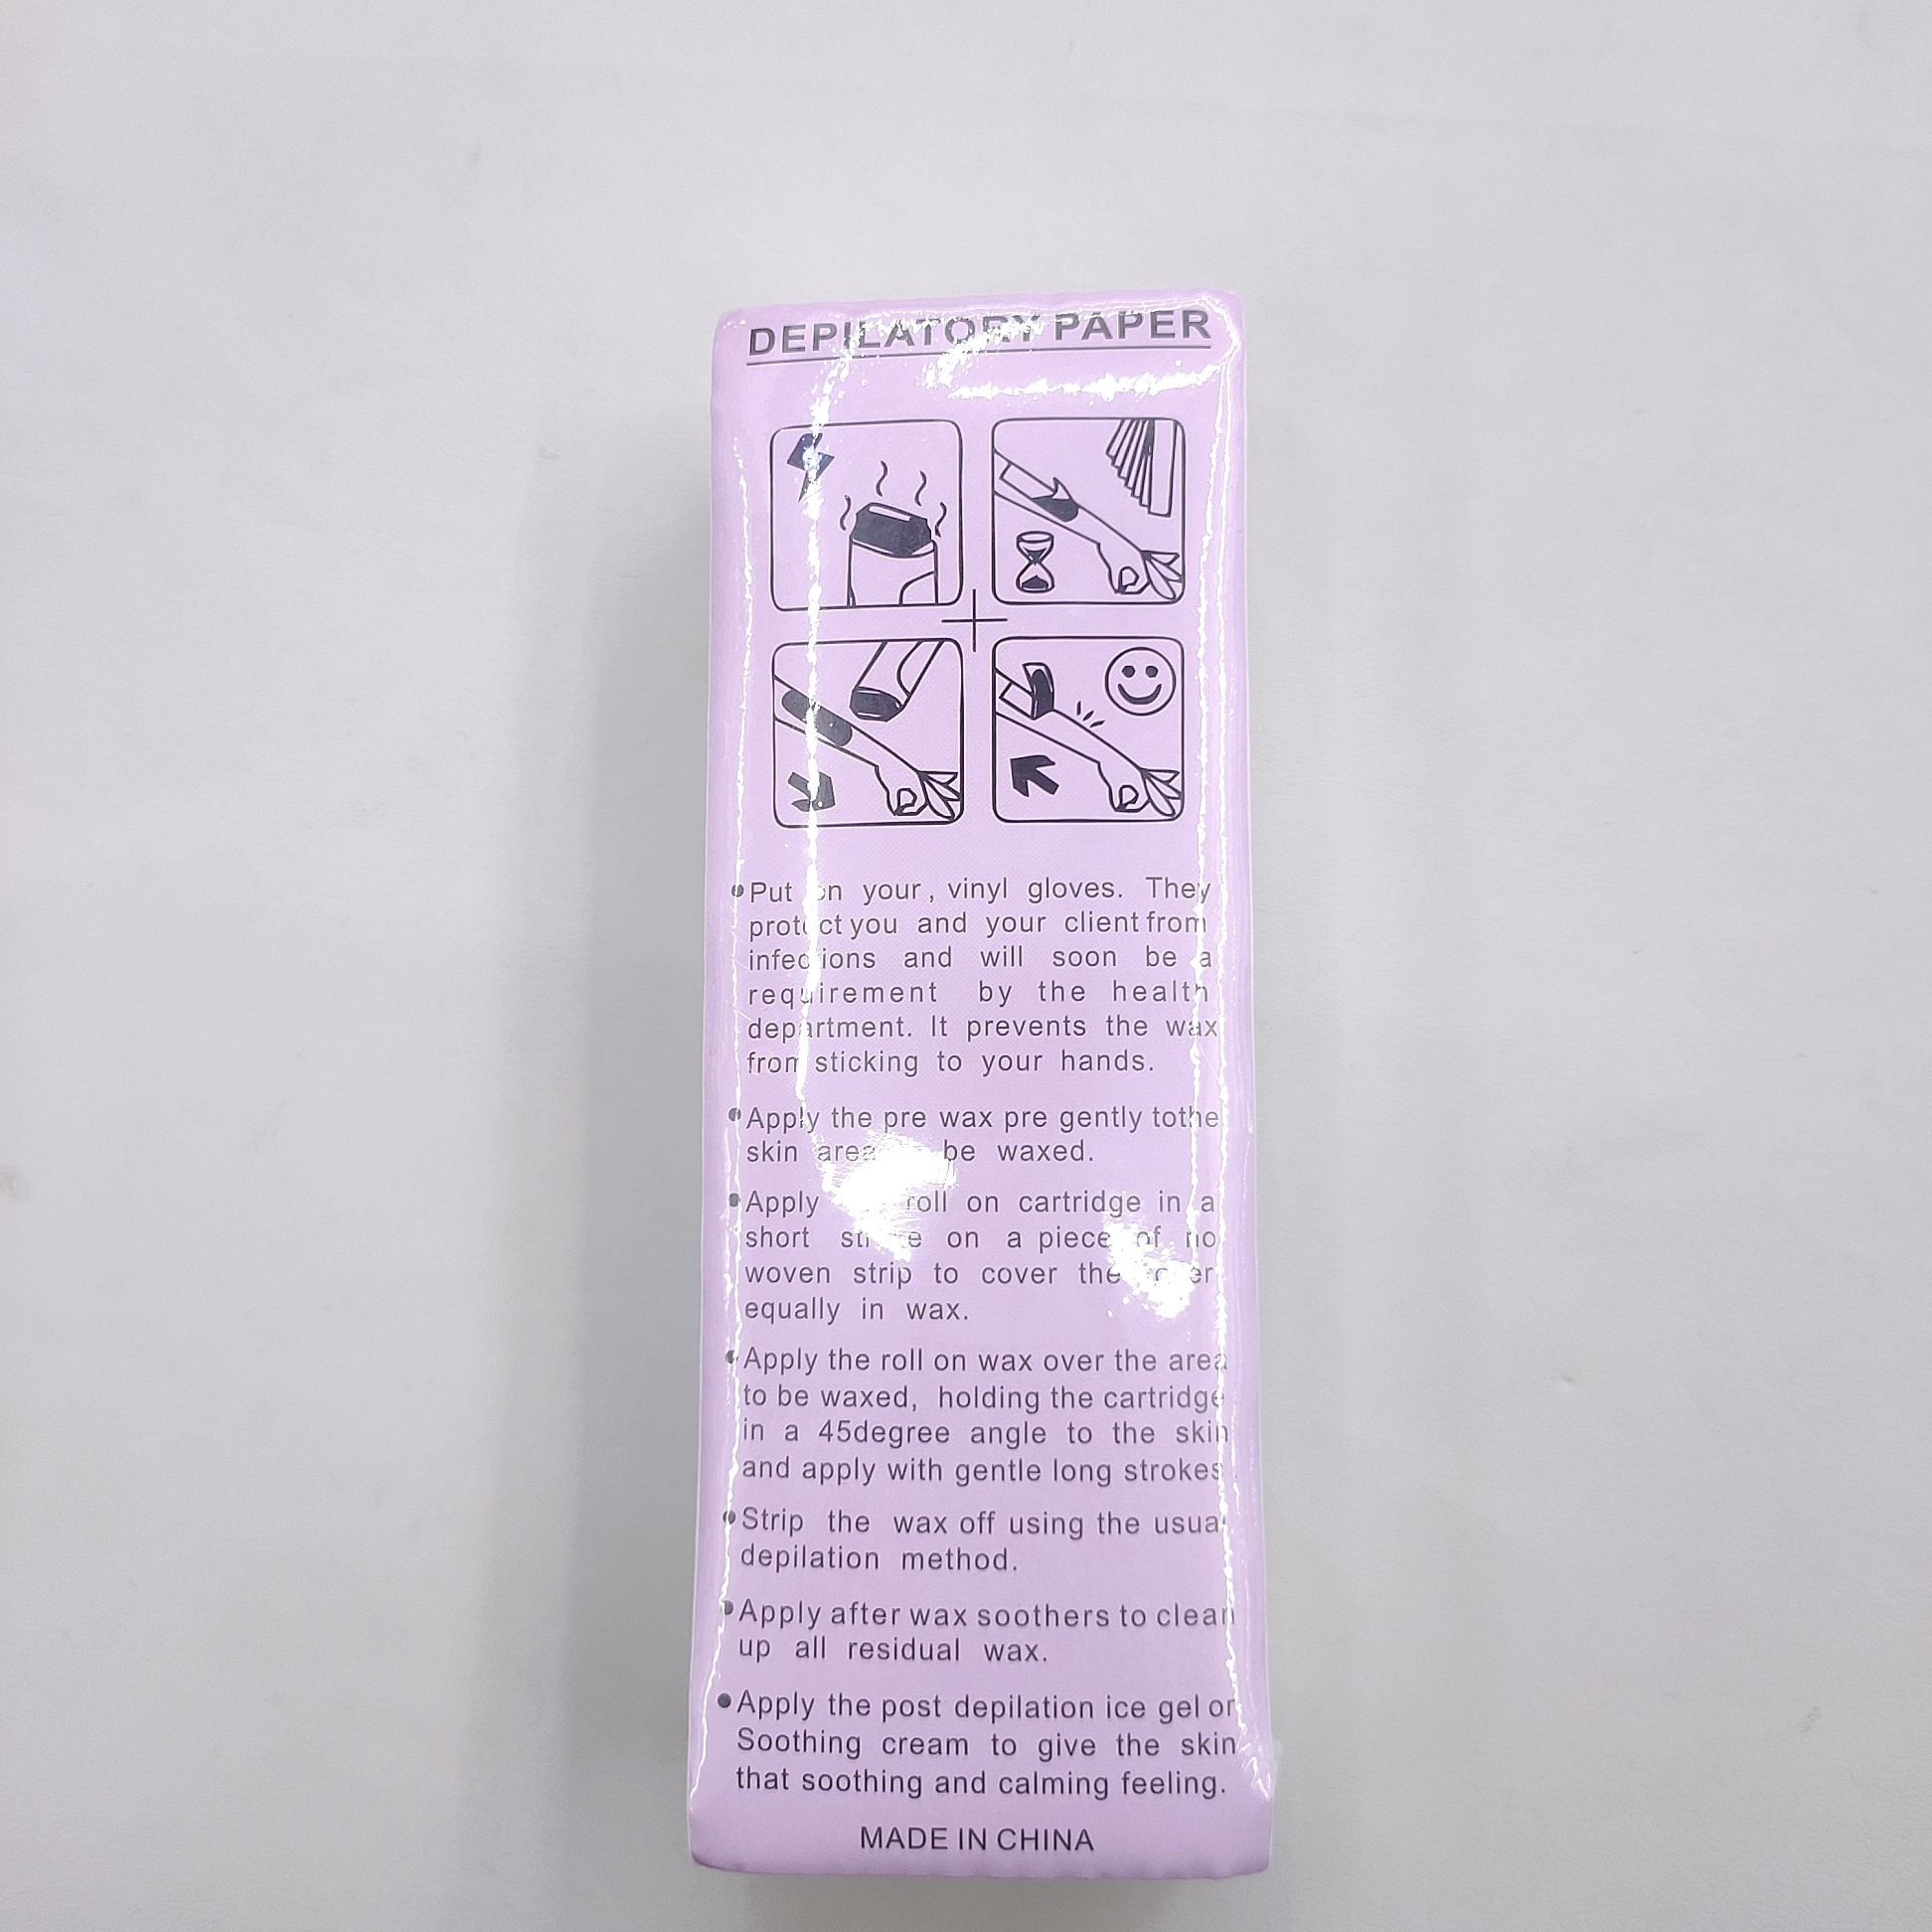 DEPILATORY PAPER
•Put on your, vinyl gloves. They
protect you and your client from
infections and will soon be a
requirement by the health
department. It prevents the wax
from sticking to your hands.
•Apply the pre wax pre gently tothe
skin area be waxed.
•Apply roll on cartridge in a
short on a piece of no
woven strip to cover the
equally in wax.
•Apply the roll on wax over the area
to be waxed, holding the cartridge
in a 45degree angle to the skin
and apply with gentle long strokes.
•Strip the wax off using the usual
depilation method.
•Apply after wax soothers to clean
up all residual wax.
•Apply the post depilation ice gel or
Soothing cream to give the skin
that soothing and calming feeling.
MADE IN CHINA